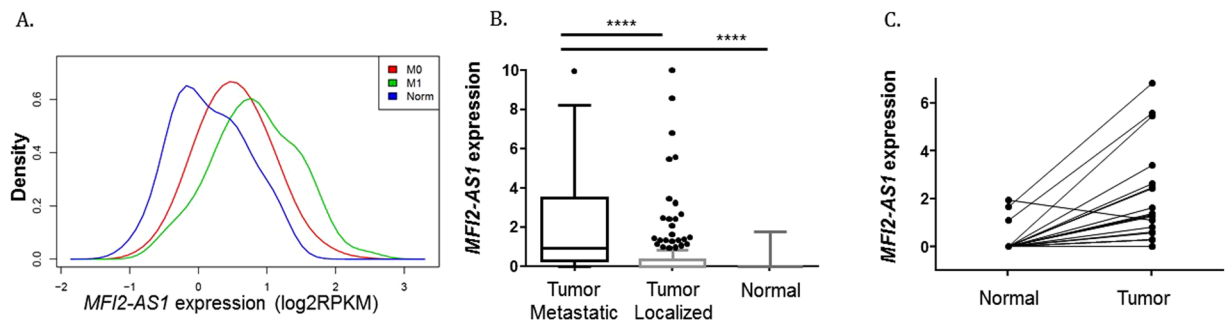 A.
M0
M1
Norm
Density
0.0
0.2
0.4
0.6
−2
−1
0
1
2
3
MFI2-AS1 expression (log2RPKM)
B.
****
****
MFI2-AS1 expression
10
8
6
4
2
0
Tumor Metastatic
Tumor Localized
Normal
C.
MFI2-AS1 expression
6
4
2
0
Normal
Tumor